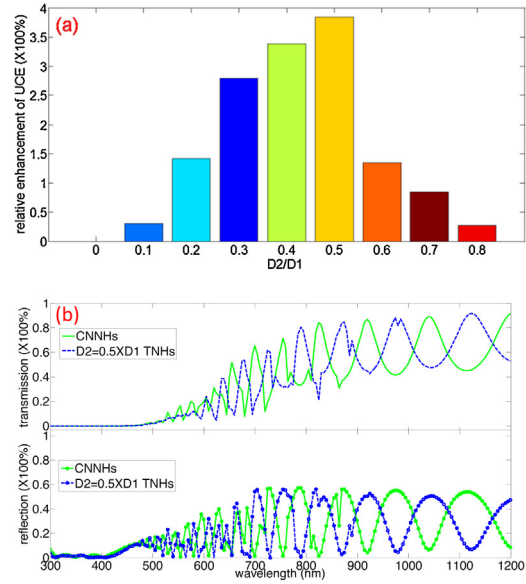 (a)
relative enhancement of UCE (X100%)
4
3.5
3
2.5
2
1.5
1
0.5
0
0 0.1 0.2 0.3 0.4 0.5 0.6 0.7 0.8
D2/D1
(b)
transmission (X100%)
1
0.8
0.6
0.4
0.2
0
CNNHs
D2=0.5XD1 TNHs
reflection (X100%)
1
0.8
0.6
0.4
0.2
0
CNNHs
D2=0.5XD1 TNHs
300 400 500 600 700 800 900 1000 1100 1200
wavelength (nm)